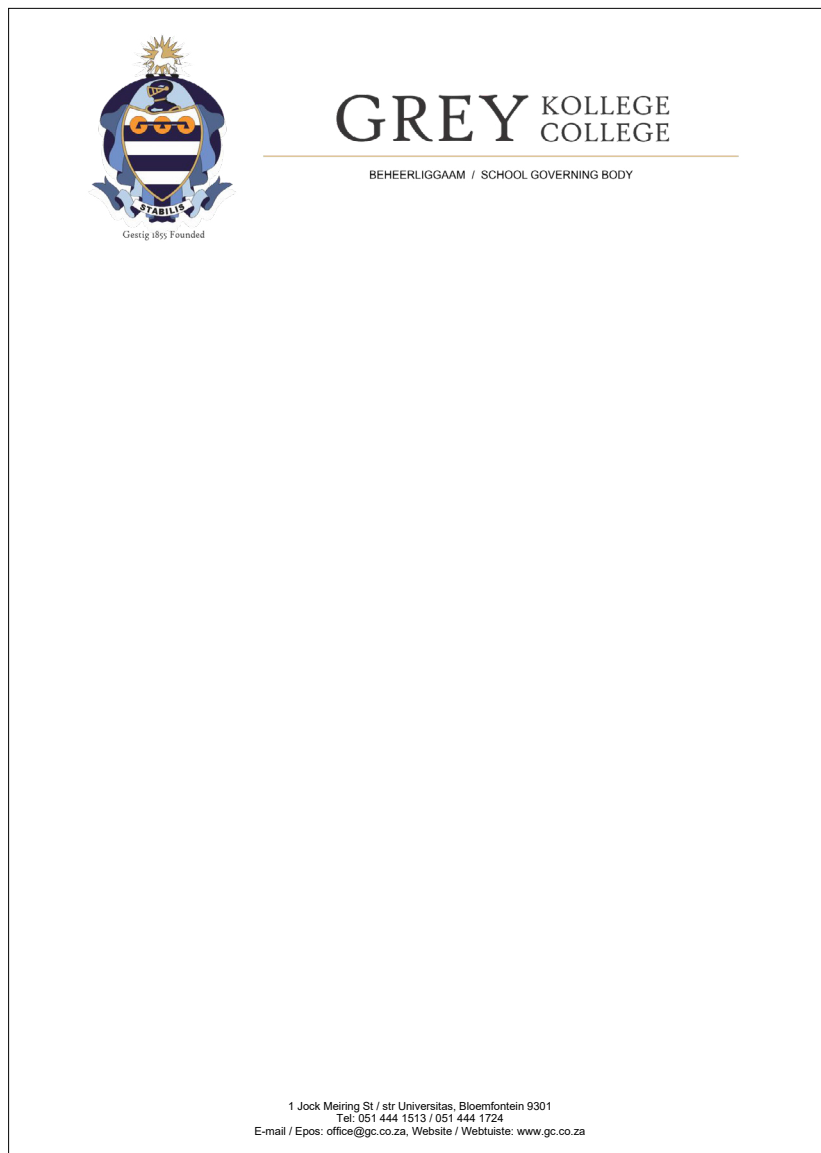 GREY KOLLEGE
COLLEGE
BEHEERLIGGAAM / SCHOOL GOVERNING BODY
STABILIS
Gestig 1855 Founded
1 Jock Meiring St / str Universitas, Bloemfontein 9301
Tel: 051 444 1513 / 051 444 1724
E-mail / Epos: office@gc.co.za, Website / Webtuiste: www.gc.co.za